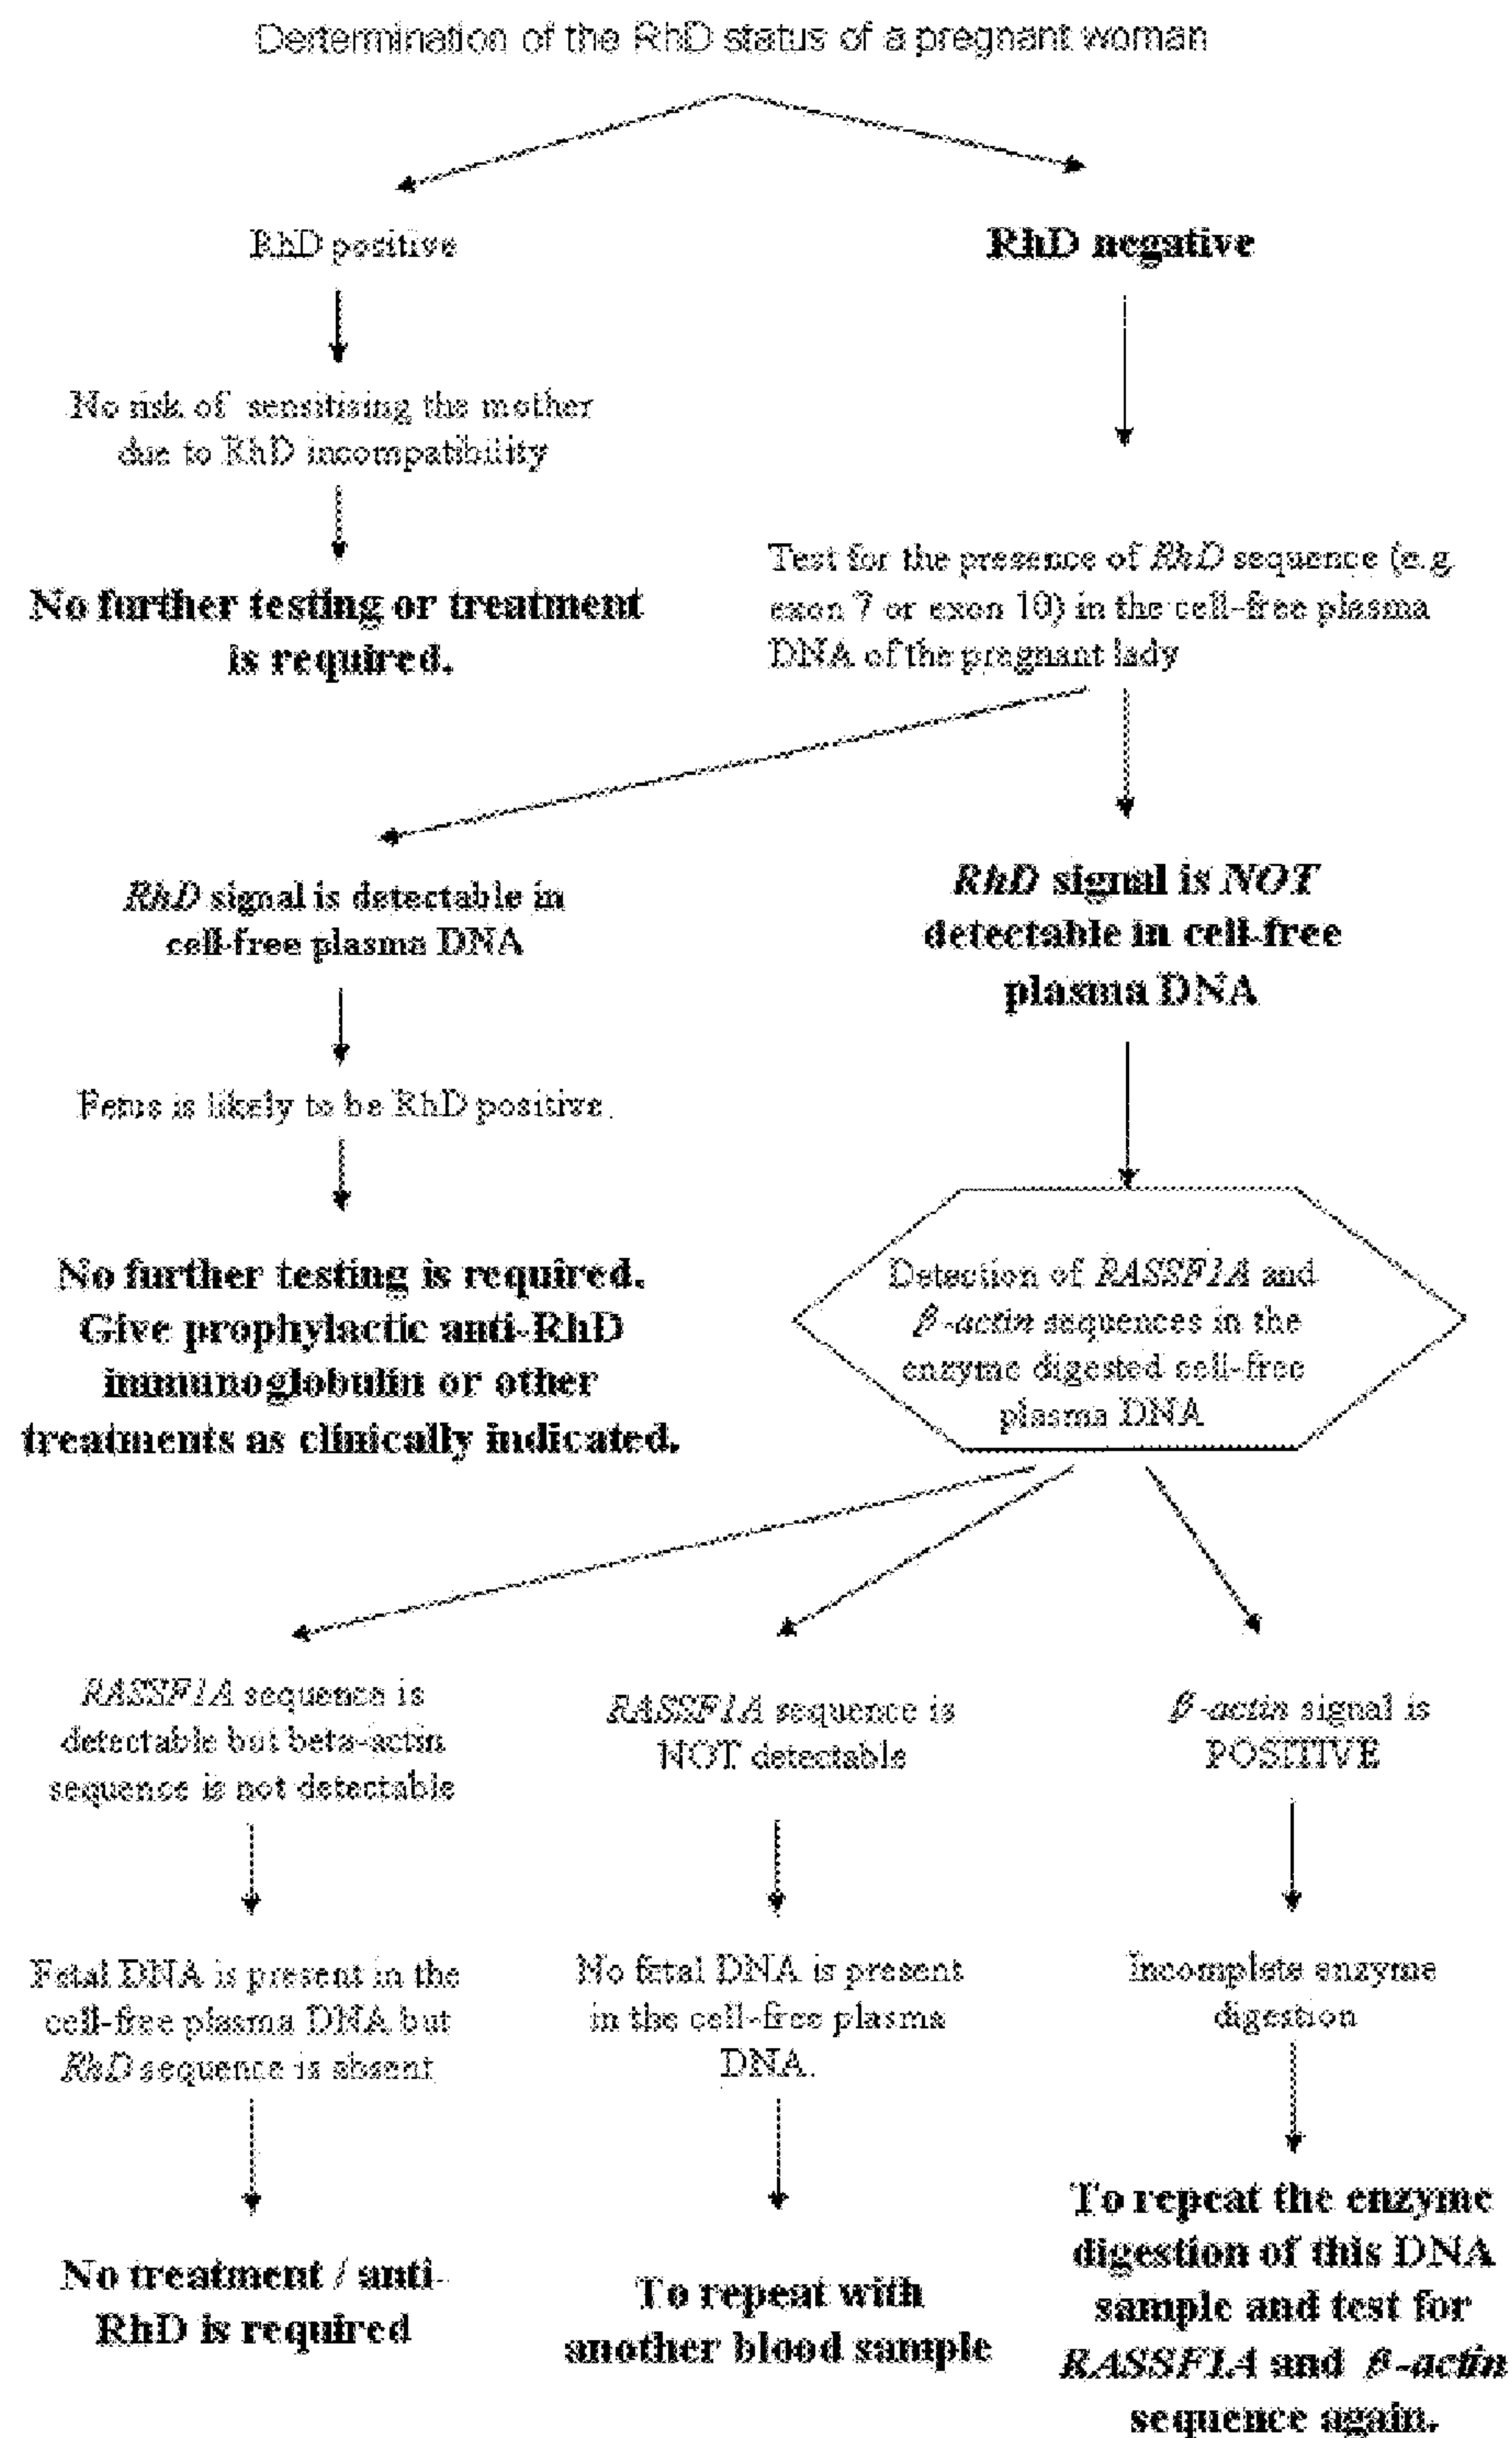 Dertermination of the RhD status of a pregnant woman
RhD positive
RhD negative
No risk of sensitising the mother
due to RhD incompatibility
No further testing or treatment
is required.
Test for the presence of RhD sequence (e.g.
exon 7 or exon 10) in the cell-free plasma
DNA of the pregnant lady
RhD signal is detectable in
cell-free plasma DNA
RhD signal is NOT
detectable in cell-free
plasma DNA
Fetus is likely to be RhD positive.
No further testing is required.
Give prophylactic anti-RhD
immunoglobulin or other
treatments as clinically indicated.
Detection of RASSF1A and
β-actin sequences in the
enzyme digested cell-free
plasma DNA
RASSF1A sequence is
detectable but beta-actin
sequence is not detectable
RASSF1A sequence is
NOT detectable
β-actin signal is
POSITIVE
Fetal DNA is present in the
cell-free plasma DNA but
RhD sequence is absent
No fetal DNA is present
in the cell-free plasma
DNA.
Incomplete enzyme
digestion
No treatment / anti-
RhD is required
To repeat with
another blood sample
To repeat the enzyme
digestion of this DNA
sample and test for
RASSF1A and β-actin
sequence again.